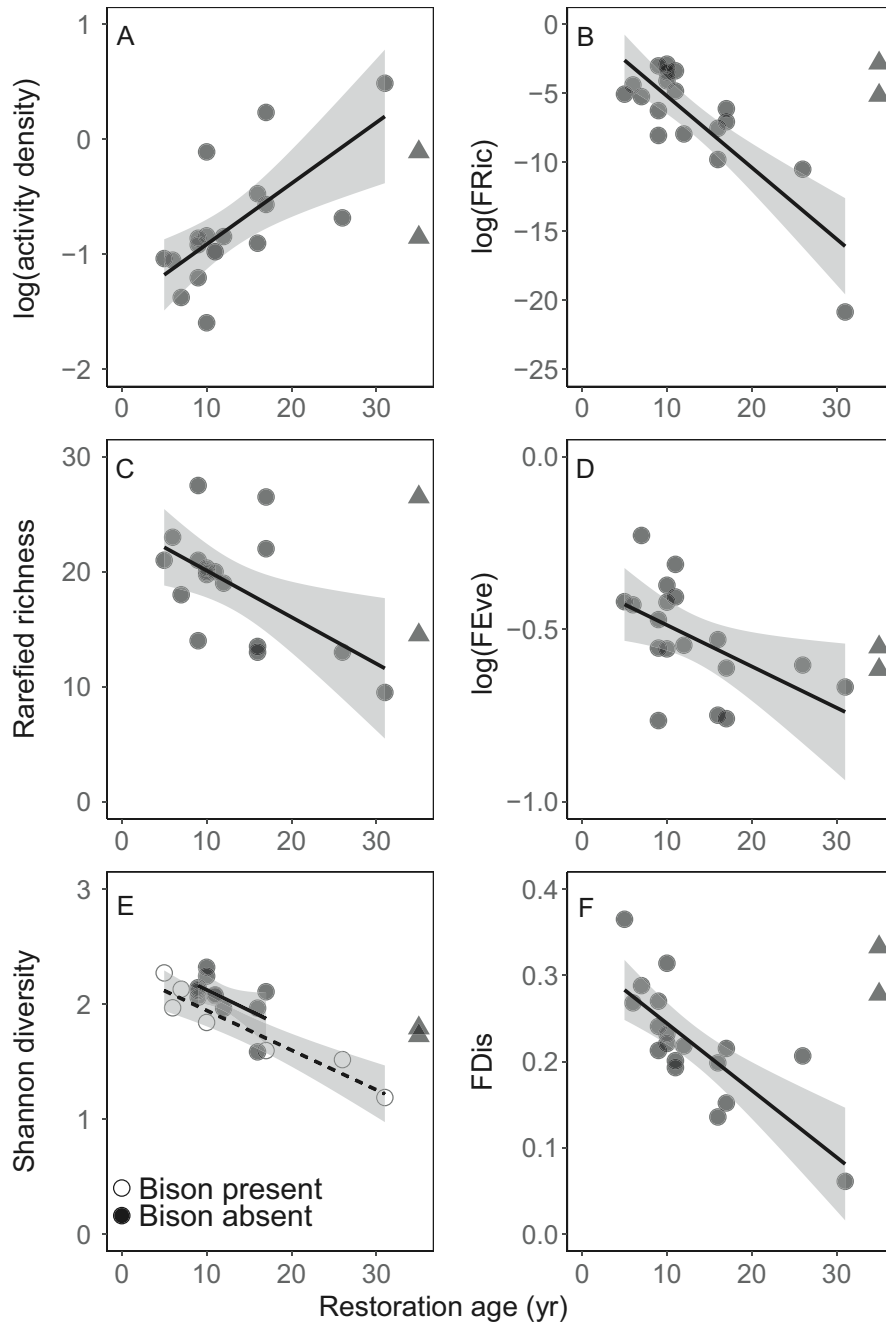 A
log(activity density)
1
0
−1
−2
0 10 20 30
B
log(FRic)
−0
−5
−10
−15
−20
−25
0 10 20 30
C
Rarefied richness
30
20
10
0
0 10 20 30
D
log(FEve)
0.0
−0.5
−1.0
0 10 20 30
E
Shannon diversity
3
2
1
0
Bison present
Bison absent
0 10 20 30
F
FDis
0.4
0.3
0.2
0.1
0.0
0 10 20 30
Restoration age (yr)